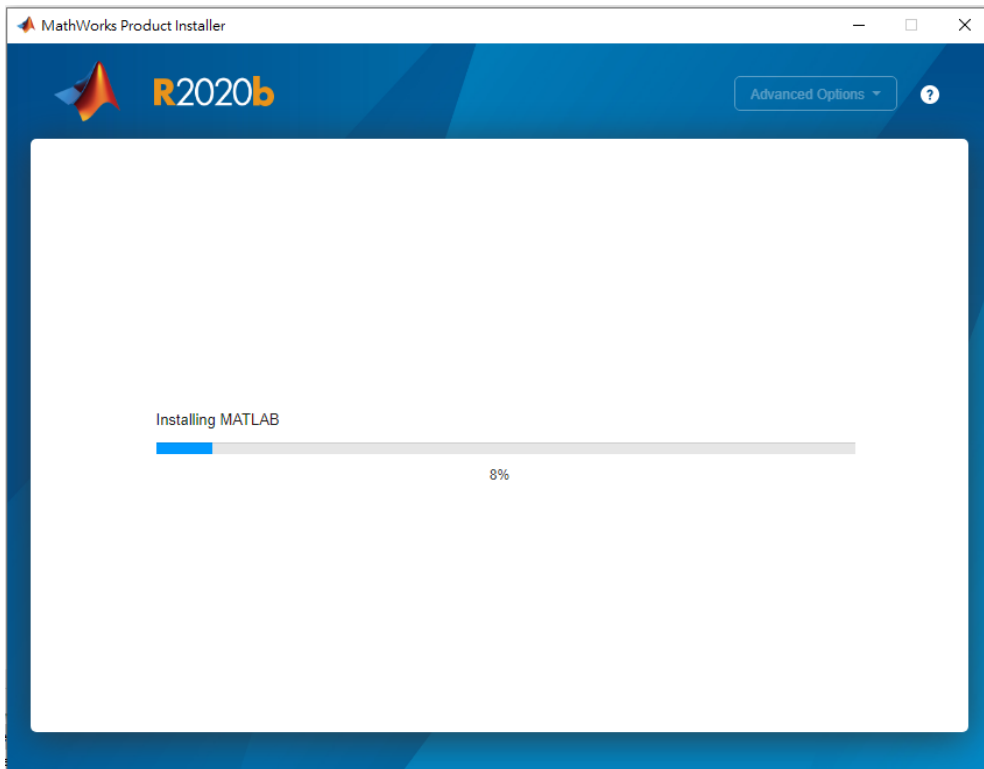 MathWorks Product Installer
R2020b
Advanced Options
?
Installing MATLAB
8%